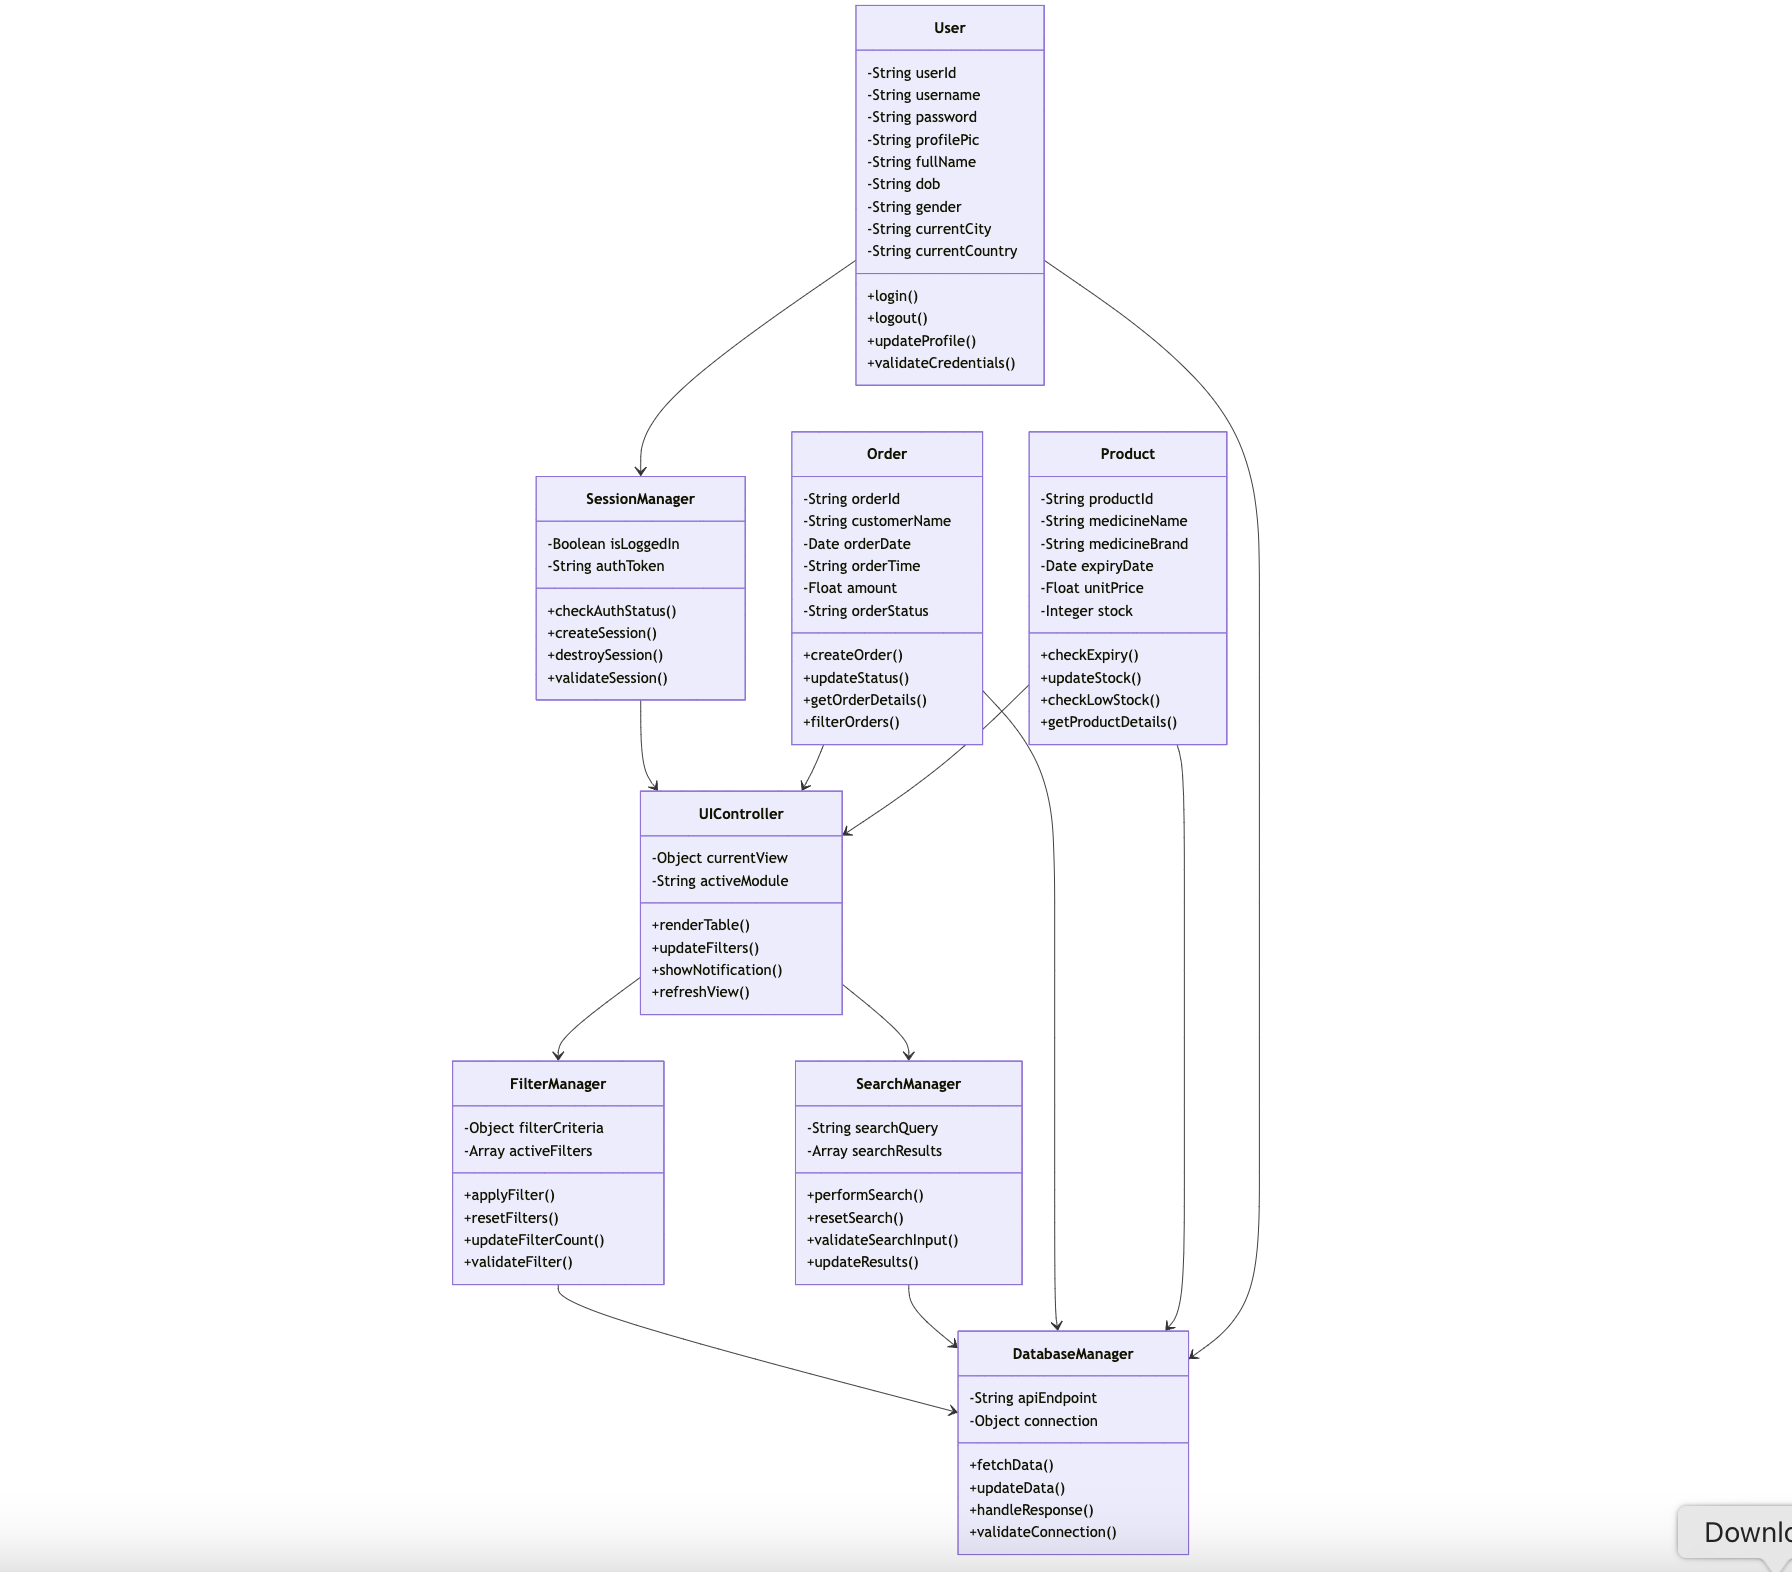 User
-String userId
-String username
-String password
-String profilePic
-String fullName
-String dob
-String gender
-String currentCity
-String currentCountry
+login()
+logout()
+updateProfile()
+validateCredentials()
SessionManager
-Boolean isLoggedIn
-String authToken
+checkAuthStatus()
+createSession()
+destroySession()
+validateSession()
Order
-String orderId
-String customerName
-Date orderDate
-String orderTime
-Float amount
-String orderStatus
+createOrder()
+updateStatus()
+getOrderDetails()
+filterOrders()
Product
-String productId
-String medicineName
-String medicineBrand
-Date expiryDate
-Float unitPrice
-Integer stock
+checkExpiry()
+updateStock()
+checkLowStock()
+getProductDetails()
UIController
-Object currentView
-String activeModule
+renderTable()
+updateFilters()
+showNotification()
+refreshView()
FilterManager
-Object filterCriteria
-Array activeFilters
+applyFilter()
+resetFilters()
+updateFilterCount()
+validateFilter()
SearchManager
-String searchQuery
-Array searchResults
+performSearch()
+resetSearch()
+validateSearchInput()
+updateResults()
DatabaseManager
-String apiEndpoint
-Object connection
+fetchData()
+updateData()
+handleResponse()
+validateConnection()